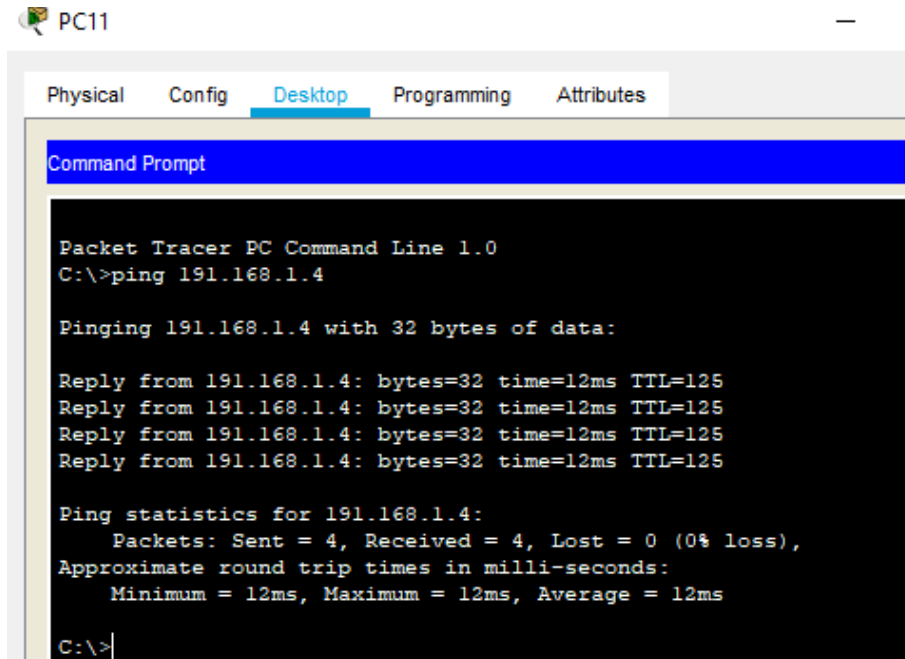 PC11
Physical Config Desktop Programming Attributes
Command Prompt
Packet Tracer PC Command Line 1.0
C:\>ping 191.168.1.4
Pinging 191.168.1.4 with 32 bytes of data:
Reply from 191.168.1.4: bytes=32 time=12ms TTL=125
Reply from 191.168.1.4: bytes=32 time=12ms TTL=125
Reply from 191.168.1.4: bytes=32 time=12ms TTL=125
Reply from 191.168.1.4: bytes=32 time=12ms TTL=125
Ping statistics for 191.168.1.4:
Packets: Sent = 4, Received = 4, Lost = 0 (0% loss),
Approximate round trip times in milli-seconds:
Minimum = 12ms, Maximum = 12ms, Average = 12ms
C:\>